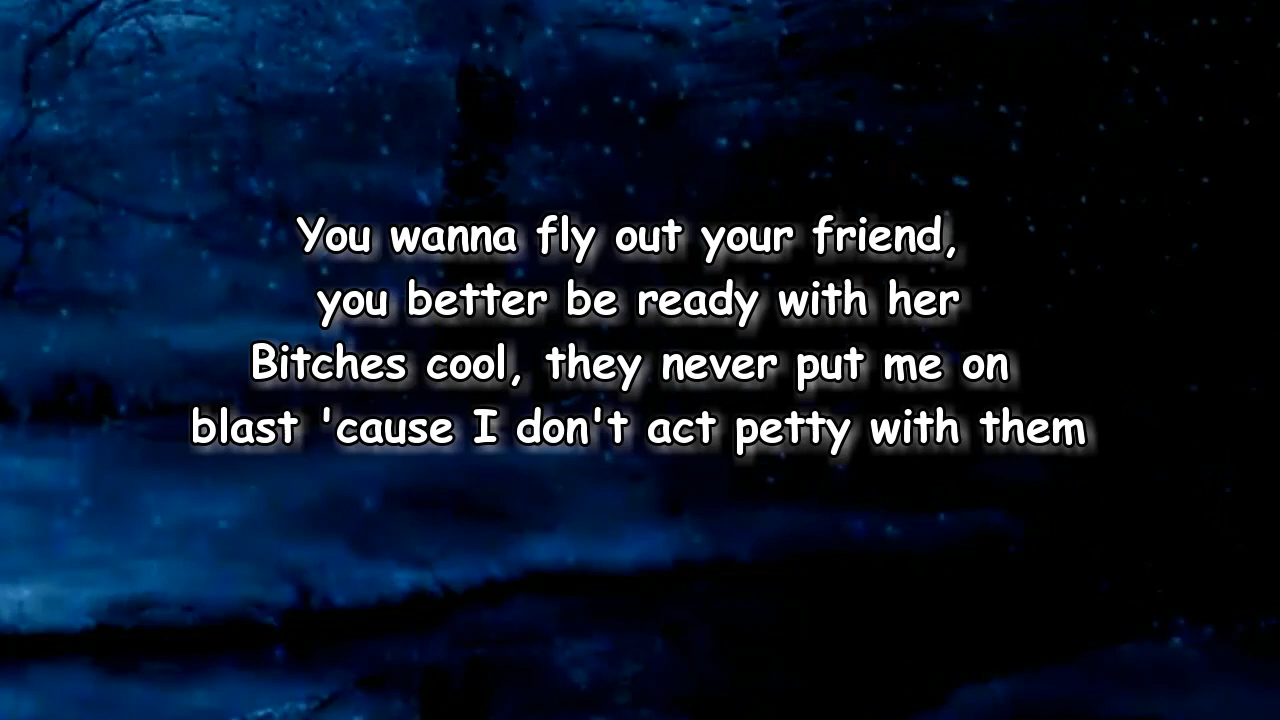 You wanna fly out your friend,
you better be ready with her
Bitches cool, they never put me on
blast 'cause I don't act petty with them